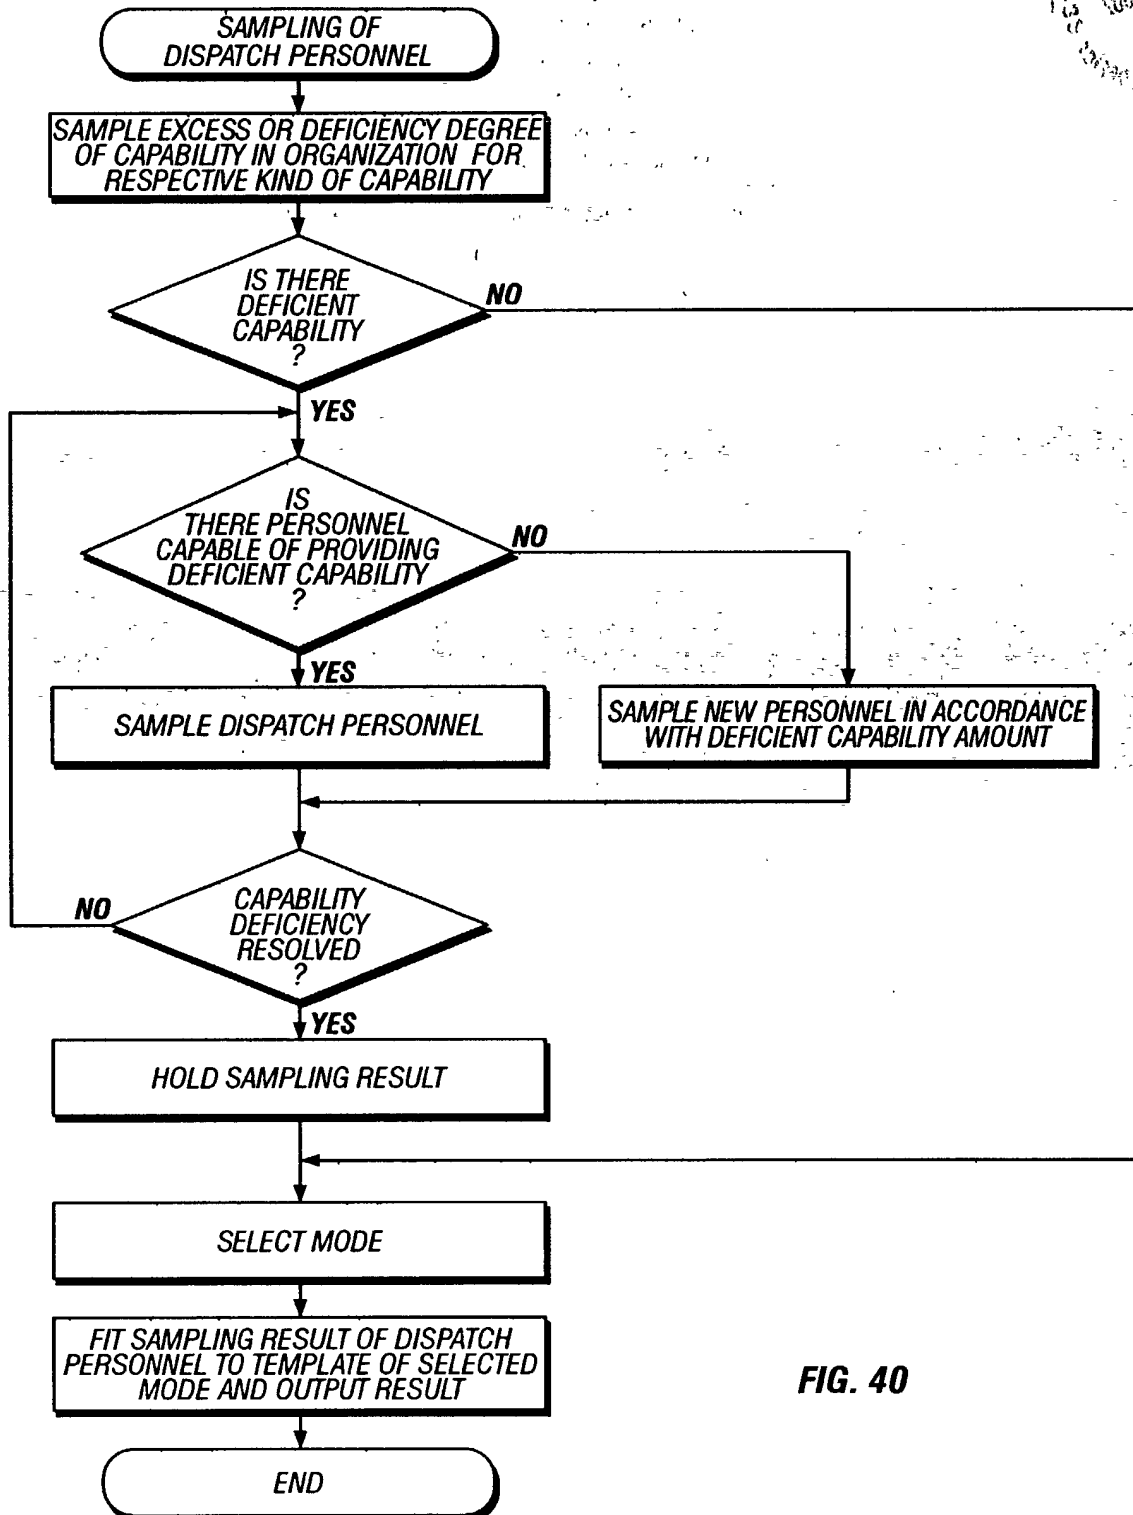 SAMPLING OF
DISPATCH PERSONNEL
SAMPLE EXCESS OR DEFICIENCY DEGREE
OF CAPABILITY IN ORGANIZATION FOR
RESPECTIVE KIND OF CAPABILITY
IS THERE
DEFICIENT
CAPABILITY
?
NO
YES
IS
THERE PERSONNEL
CAPABLE OF PROVIDING
DEFICIENT CAPABILITY
?
NO
YES
SAMPLE DISPATCH PERSONNEL
SAMPLE NEW PERSONNEL IN ACCORDANCE
WITH DEFICIENT CAPABILITY AMOUNT
CAPABILITY
DEFICIENCY
RESOLVED
?
NO
YES
HOLD SAMPLING RESULT
SELECT MODE
FIT SAMPLING RESULT OF DISPATCH
PERSONNEL TO TEMPLATE OF SELECTED
MODE AND OUTPUT RESULT
END
FIG. 40